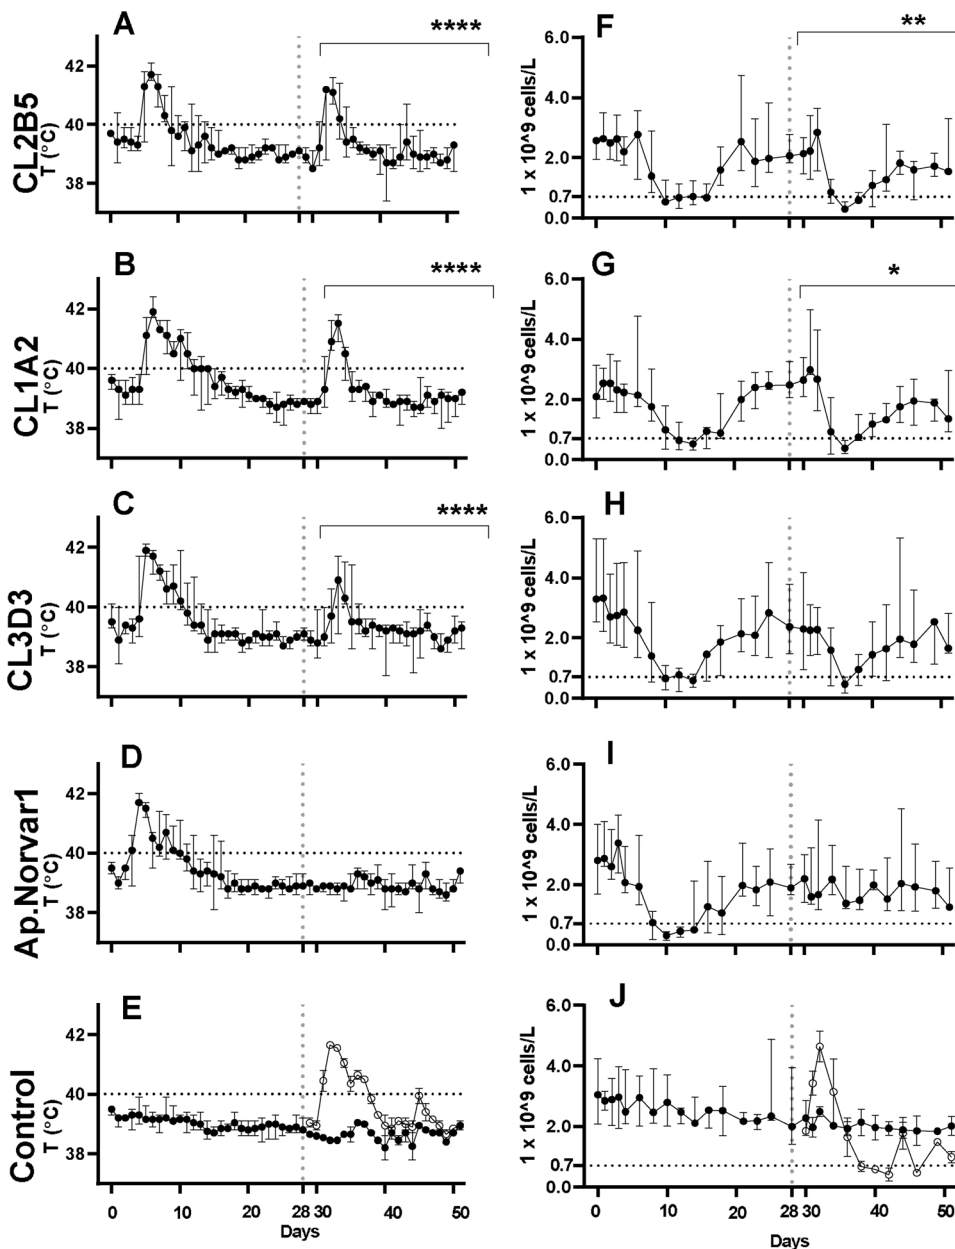 A
****
CL2B5
T (°C)
42
40
38
F
**
1 x 10^9 cells/L
6.0
4.0
2.0
0.7
0.0
B
****
CL1A2
T (°C)
42
40
38
G
*
1 x 10^9 cells/L
6.0
4.0
2.0
0.7
0.0
C
****
CL3D3
T (°C)
42
40
38
H
1 x 10^9 cells/L
6.0
4.0
2.0
0.7
0.0
D
Ap.Norvar1
T (°C)
42
40
38
I
1 x 10^9 cells/L
6.0
4.0
2.0
0.7
0.0
E
Control
T (°C)
42
40
38
0 10 20 28 30 40 50
Days
J
1 x 10^9 cells/L
6.0
4.0
2.0
0.7
0.0
0 10 20 28 30 40 50
Days